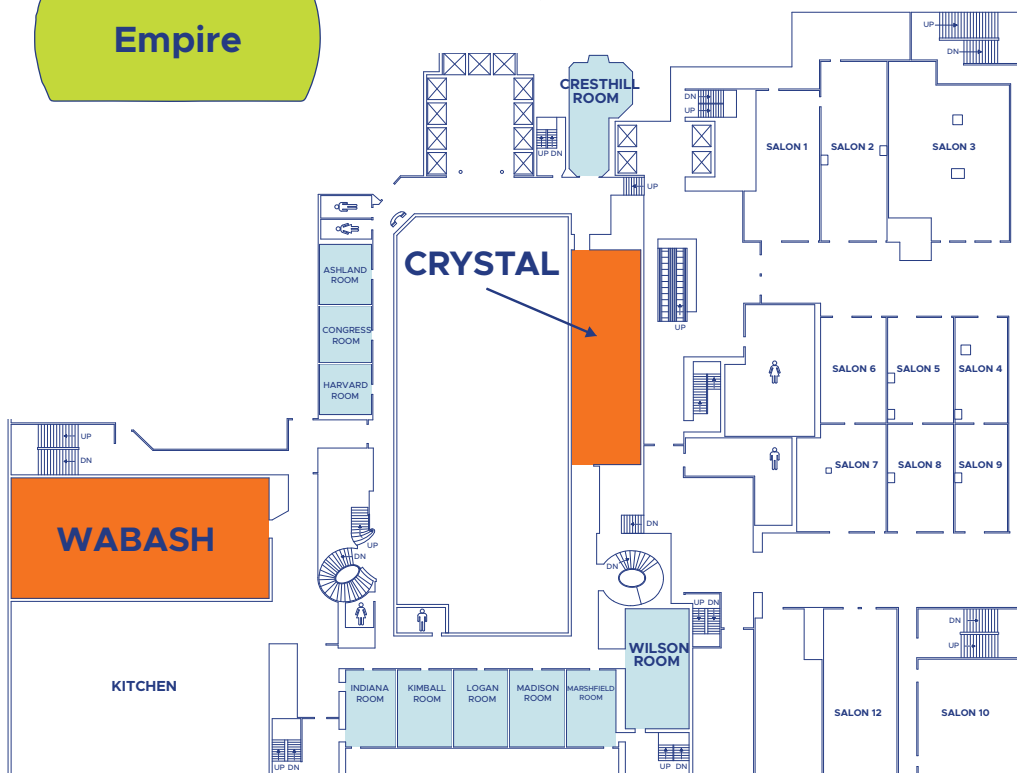 Empire
UP
DN
CRESTHILL
ROOM
DN
UP
UP DN
SALON 1
SALON 2
SALON 3
UP
CRYSTAL
ASHLAND
ROOM
CONGRESS
ROOM
HARVARD
ROOM
UP
SALON 6
SALON 5
SALON 4
UP
DN
SALON 7
SALON 8
SALON 9
WABASH
UP
DN
DN
DN
UP DN
DN
UP
WILSON
ROOM
KITCHEN
INDIANA
ROOM
KIMBALL
ROOM
LOGAN
ROOM
MADISON
ROOM
MARSHFIELD
ROOM
SALON 12
SALON 10
UP DN
UP DN